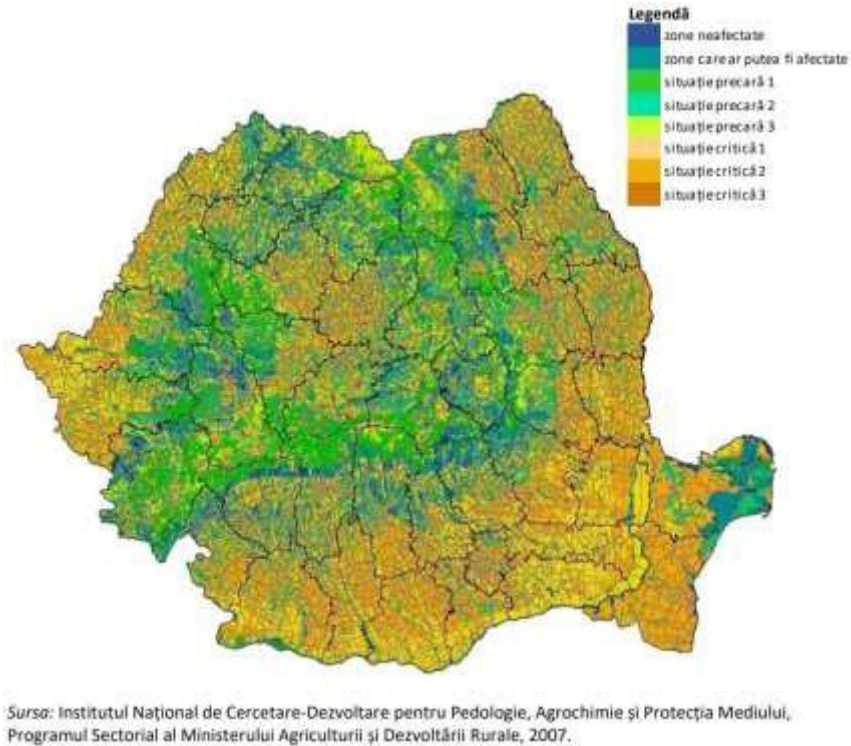 Legendă
zone neafectate
zone care ar putea fi afectate
situație precară 1
situație precară 2
situație precară 3
situație critică 1
situație critică 2
situație critică 3
Sursa: Institutul Național de Cercetare-Dezvoltare pentru Pedologie, Agrochimie și Protecția Mediului,
Programul Sectorial al Ministerului Agriculturii și Dezvoltării Rurale, 2007.